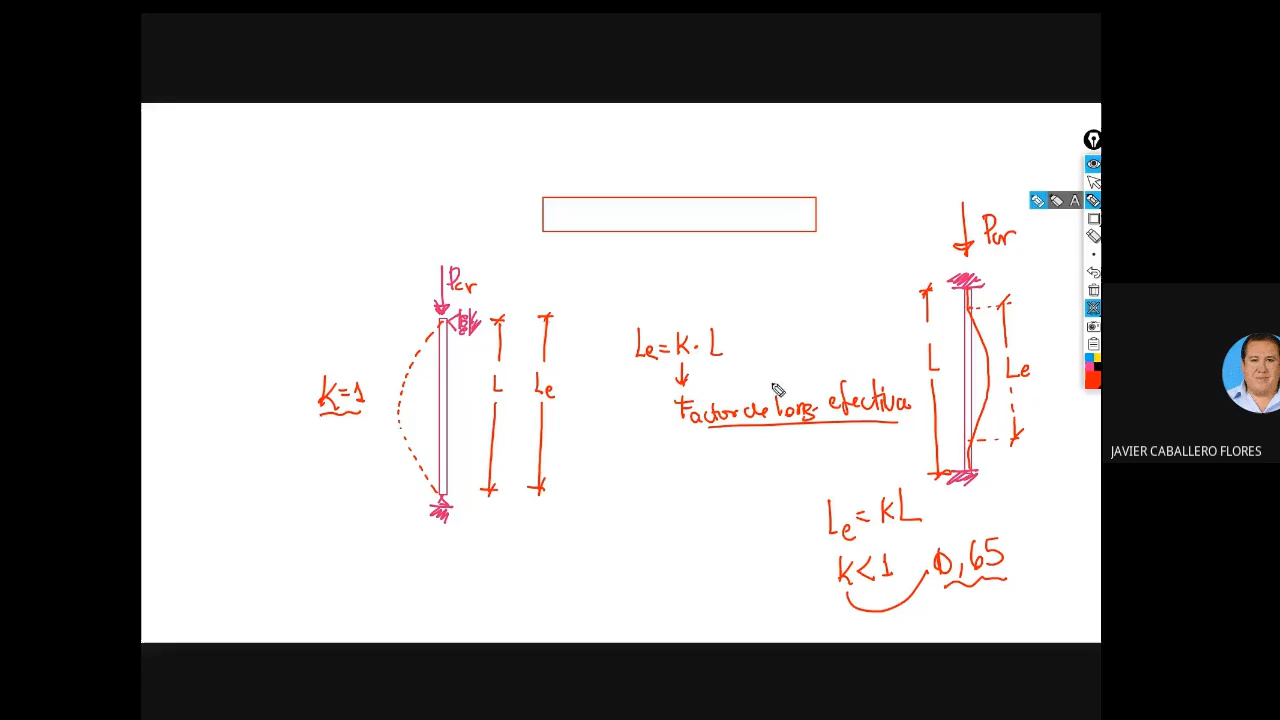 Pcr
K=1
L
Le
Le = K · L
Factor de long. efectiva
Pcr
L
Le
Le = KL
K < 1
0,65
A
JAVIER CABALLERO FLORES